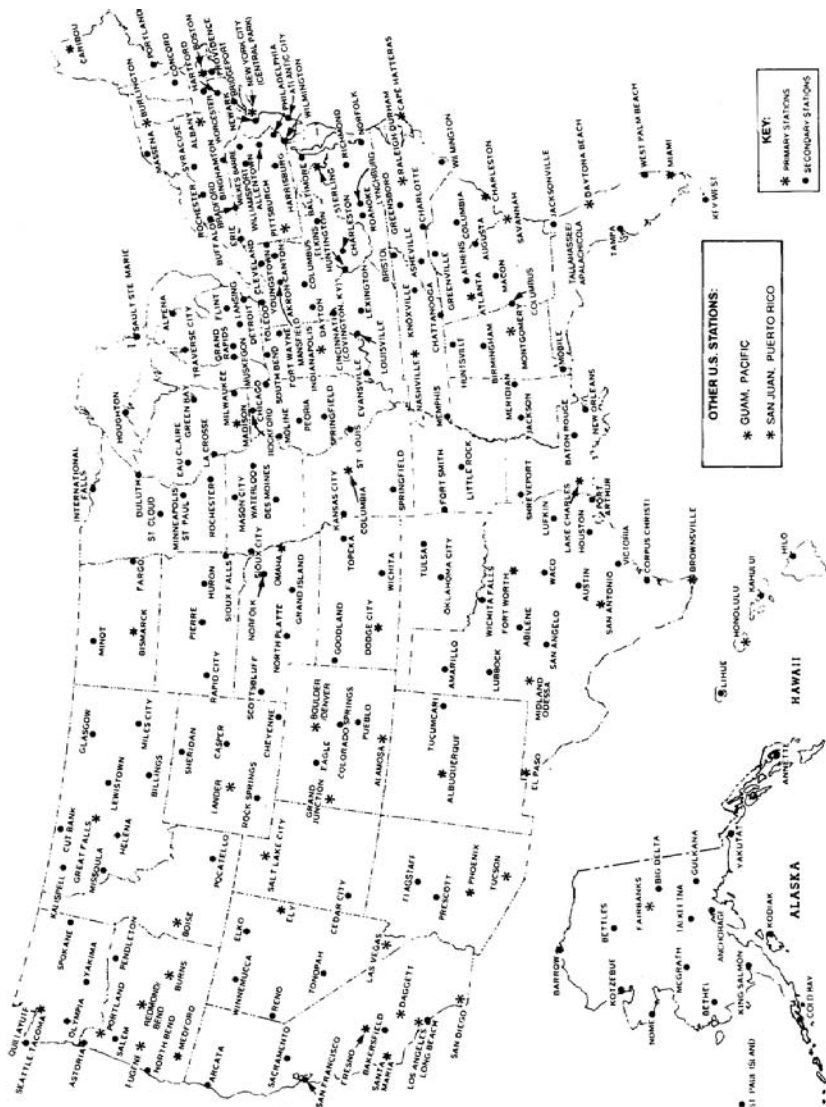 QUILLAYUTE
SEATTLE TACOMA
OLYMPIA
ASTORIA
SPOKANE
YAKIMA
PORTLAND
SALEM
PENDLETON
EUGENE
REDMOND/
BEND
NORTH BEND
MEDFORD
BURNS
BOISE
ARCATA
SACRAMENTO
SAN FRANCISCO
FRESNO
BAKERSFIELD
SANTA
MARIA
LOS ANGELES
LONG BEACH
SAN DIEGO
DAGGETT
LAS VEGAS
RENO
WINNEMUCCA
ELKO
ELY
TONOPAH
KALISPELL
CUT BANK
GREAT FALLS
MISSOULA
HELENA
LEWISTOWN
BILLINGS
GLASGOW
MILES CITY
POCATELLO
SALT LAKE CITY
CEDAR CITY
SHERIDAN
LANDER
CASPER
ROCK SPRINGS
CHEYENNE
GRAND
JUNCTION
EAGLE
BOULDER
/DENVER
COLORADO SPRINGS
PUEBLO
ALAMOSA
FLAGSTAFF
PRESCOTT
PHOENIX
TUCSON
TUCUMCARI
ALBUQUERQUE
EL PASO
MINOT
BISMARCK
FARGO
RAPID CITY
PIERRE
HURON
SIOUX FALLS
SCOTTSBLUFF
NORTH PLATTE
NORFOLK
GRAND ISLAND
OMAHA
SIOUX CITY
GOODLAND
DODGE CITY
TOPEKA
WICHITA
TULSA
OKLAHOMA CITY
AMARILLO
LUBBOCK
MIDLAND
ODESSA
WICHITA FALLS
FORT WORTH
ABILENE
SAN ANGELO
WACO
AUSTIN
SAN ANTONIO
VICTORIA
CORPUS CHRISTI
BROWNSVILLE
HOUSTON
LUFKIN
PORT
ARTHUR
LAKE CHARLES
SHREVEPORT
INTERNATIONAL
FALLS
DULUTH
ST CLOUD
MINNEAPOLIS
ST PAUL
ROCHESTER
EAU CLAIRE
LA CROSSE
GREEN BAY
MADISON
MILWAUKEE
MASON CITY
WATERLOO
DES MOINES
KANSAS CITY
COLUMBIA
ST LOUIS
SPRINGFIELD
FORT SMITH
LITTLE ROCK
HOUGHTON
SAULT STE MARIE
ALPENA
TRAVERSE CITY
GRAND
RAPIDS
MUSKEGON
FLINT
LANSING
DETROIT
CHICAGO
ROCKFORD
MOLINE
PEORIA
SPRINGFIELD
SOUTH BEND
FORT WAYNE
INDIANAPOLIS
EVANSVILLE
TOLEDO
CLEVELAND
YOUNGSTOWN
AKRON-CANTON
MANSFIELD
COLUMBUS
DAYTON
CINCINNATI
(COVINGTON, KY)
LOUISVILLE
LEXINGTON
HUNTINGTON
CHARLESTON
ELKINS
NASHVILLE
MEMPHIS
KNOXVILLE
CHATTANOOGA
BRISTOL
HUNTSVILLE
BIRMINGHAM
MONTGOMERY
MOBILE
MERIDIAN
JACKSON
BATON ROUGE
NEW ORLEANS
ATHENS
ATLANTA
AUGUSTA
MACON
COLUMBUS
SAVANNAH
TALLAHASSEE/
APALACHICOLA
JACKSONVILLE
DAYTONA BEACH
TAMPA
WEST PALM BEACH
MIAMI
KEY WEST
GREENVILLE
COLUMBIA
CHARLESTON
ASHEVILLE
CHARLOTTE
GREENSBORO
RALEIGH DURHAM
CAPE HATTERAS
WILMINGTON
ROANOKE
LYNCHBURG
RICHMOND
NORFOLK
STERLING
BALTIMORE
WILMINGTON
ATLANTIC CITY
PHILADELPHIA
HARRISBURG
PITTSBURGH
ALLENTOWN
WILLIAMSPORT
WILKES BARRE
ERIE
BRADFORD
BUFFALO
ROCHESTER
BINGHAMTON
SYRACUSE
ALBANY
MASSENA
NEW YORK CITY
(CENTRAL PARK)
NEWARK
BRIDGEPORT
HARTFORD
PROVIDENCE
WORCESTER
BOSTON
CONCORD
BURLINGTON
PORTLAND
CARIBOU
BARROW
KOTZEBUE
NOME
BETTLES
FAIRBANKS
BIG DELTA
MCGRATH
TALKEETNA
GULKANA
BETHEL
ANCHORAGE
KING SALMON
KODIAK
YAKUTAT
ANNETTE
ST PAUL ISLAND
COLD BAY
ALASKA
LIHUE
HONOLULU
KAHULUI
HILO
HAWAII
OTHER U.S. STATIONS:
* GUAM, PACIFIC
* SAN JUAN, PUERTO RICO
KEY:
* PRIMARY STATIONS
● SECONDARY STATIONS